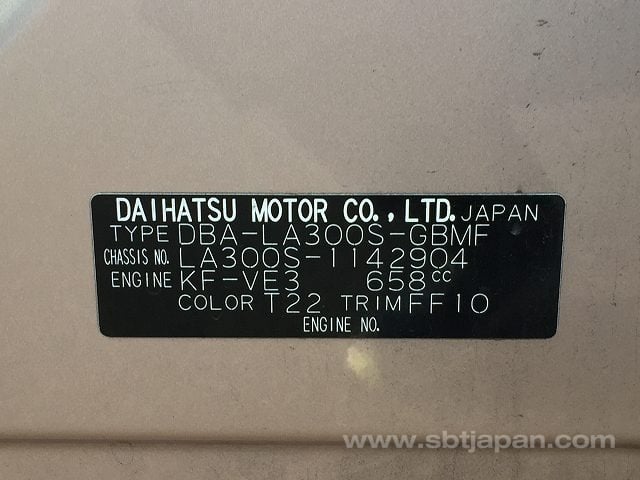 DAIHATSU MOTOR CO., LTD. JAPAN
TYPE DBA-LA300S-GBMF
CHASSIS NO. LA300S-1142904
ENGINE KF-VE3 658cc
COLOR T22 TRIM FF10
ENGINE NO.
www.sbtjapan.com